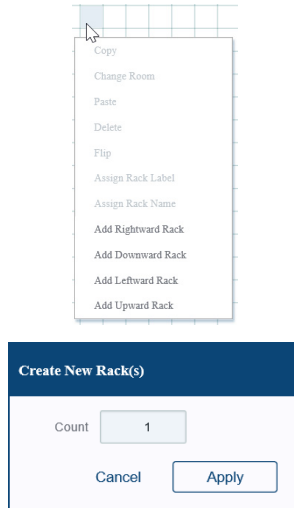 Copy
Change Room
Paste
Delete
Flip
Assign Rack Label
Assign Rack Name
Add Rightward Rack
Add Downward Rack
Add Leftward Rack
Add Upward Rack
Create New Rack(s)
Count 1
Cancel Apply